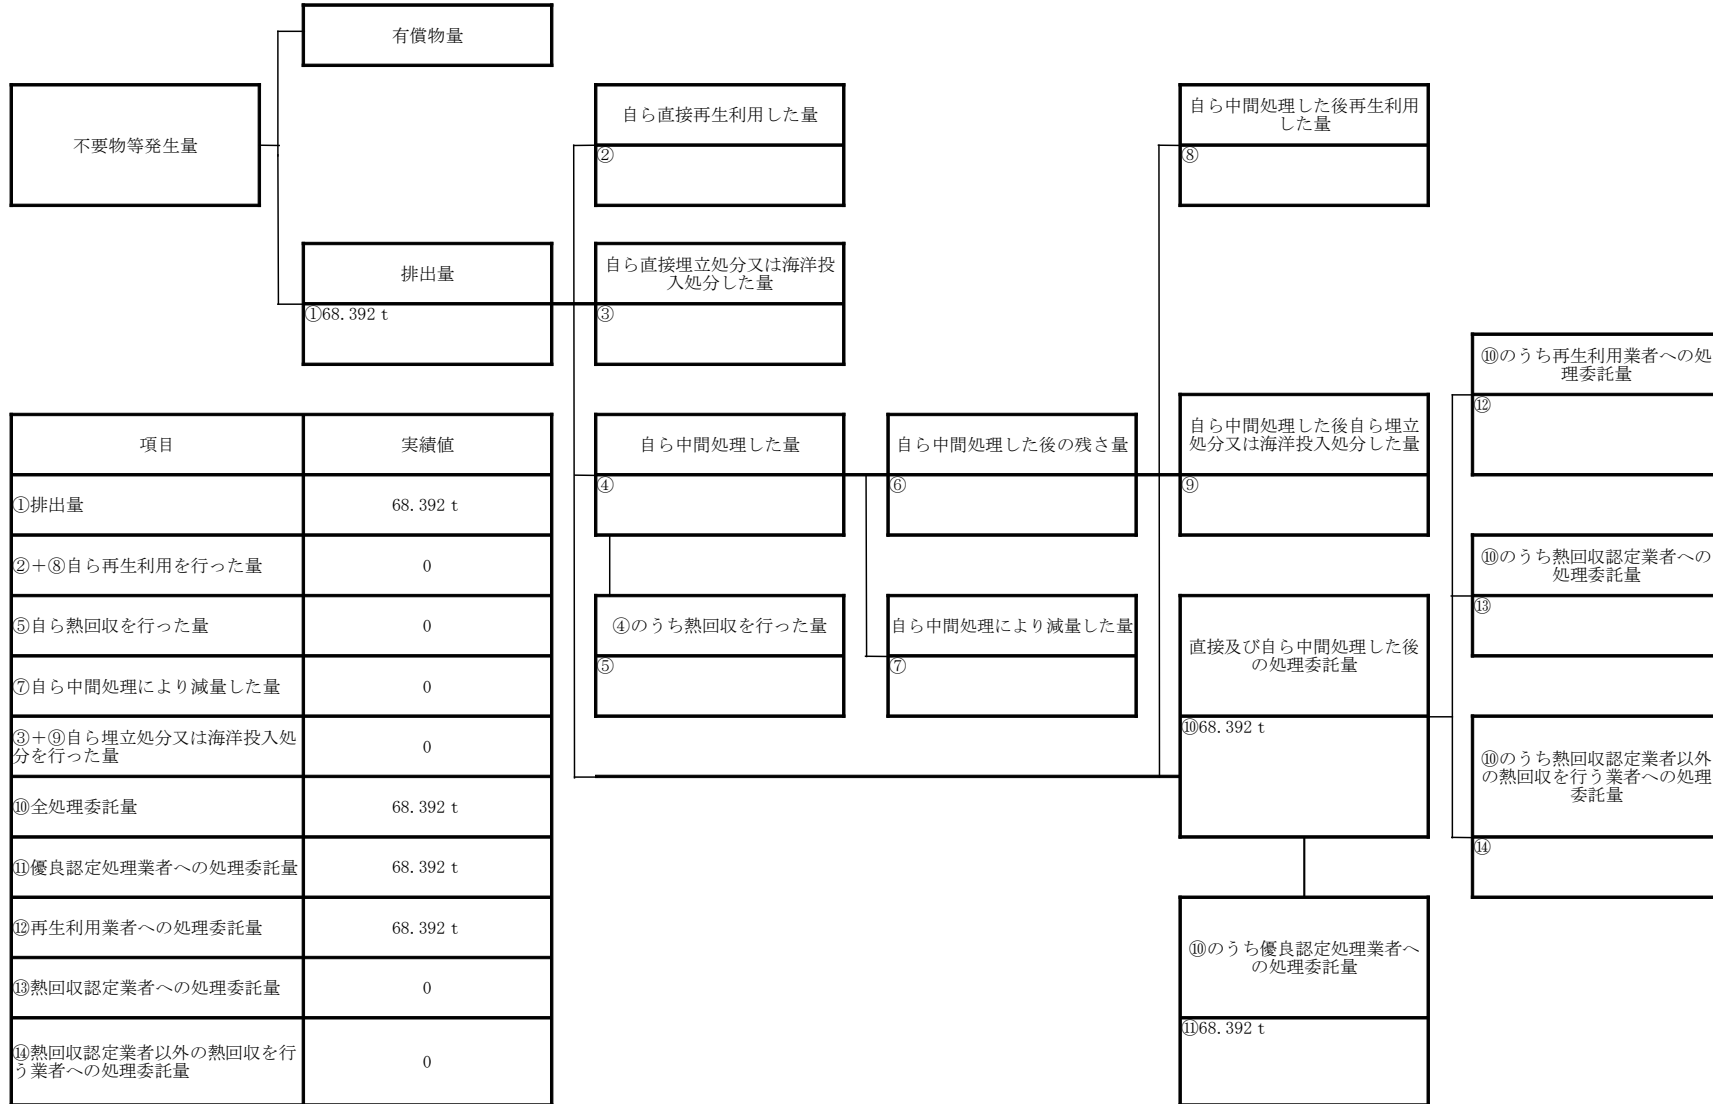 有償物量
不要物等発生量
自ら直接再生利用した量
②
自ら中間処理した後再生利用
した量
⑧
排出量
①68.392 t
自ら直接埋立処分又は海洋投
入処分した量
③
⑩のうち再生利用業者への処
理委託量
⑫
自ら中間処理した量
④
自ら中間処理した後の残さ量
⑥
自ら中間処理した後自ら埋立
処分又は海洋投入処分した量
⑨
⑩のうち熱回収認定業者への
処理委託量
⑬
④のうち熱回収を行った量
⑤
自ら中間処理により減量した量
⑦
直接及び自ら中間処理した後
の処理委託量
⑩68.392 t
⑩のうち熱回収認定業者以外
の熱回収を行う業者への処理
委託量
⑭
⑩のうち優良認定処理業者へ
の処理委託量
⑪68.392 t
項目 実績値
①排出量 68.392 t
②+⑧自ら再生利用を行った量 0
⑤自ら熱回収を行った量 0
⑦自ら中間処理により減量した量 0
③+⑨自ら埋立処分又は海洋投入処
分を行った量 0
⑩全処理委託量 68.392 t
⑪優良認定処理業者への処理委託量 68.392 t
⑫再生利用業者への処理委託量 68.392 t
⑬熱回収認定業者への処理委託量 0
⑭熱回収認定業者以外の熱回収を行
う業者への処理委託量 0